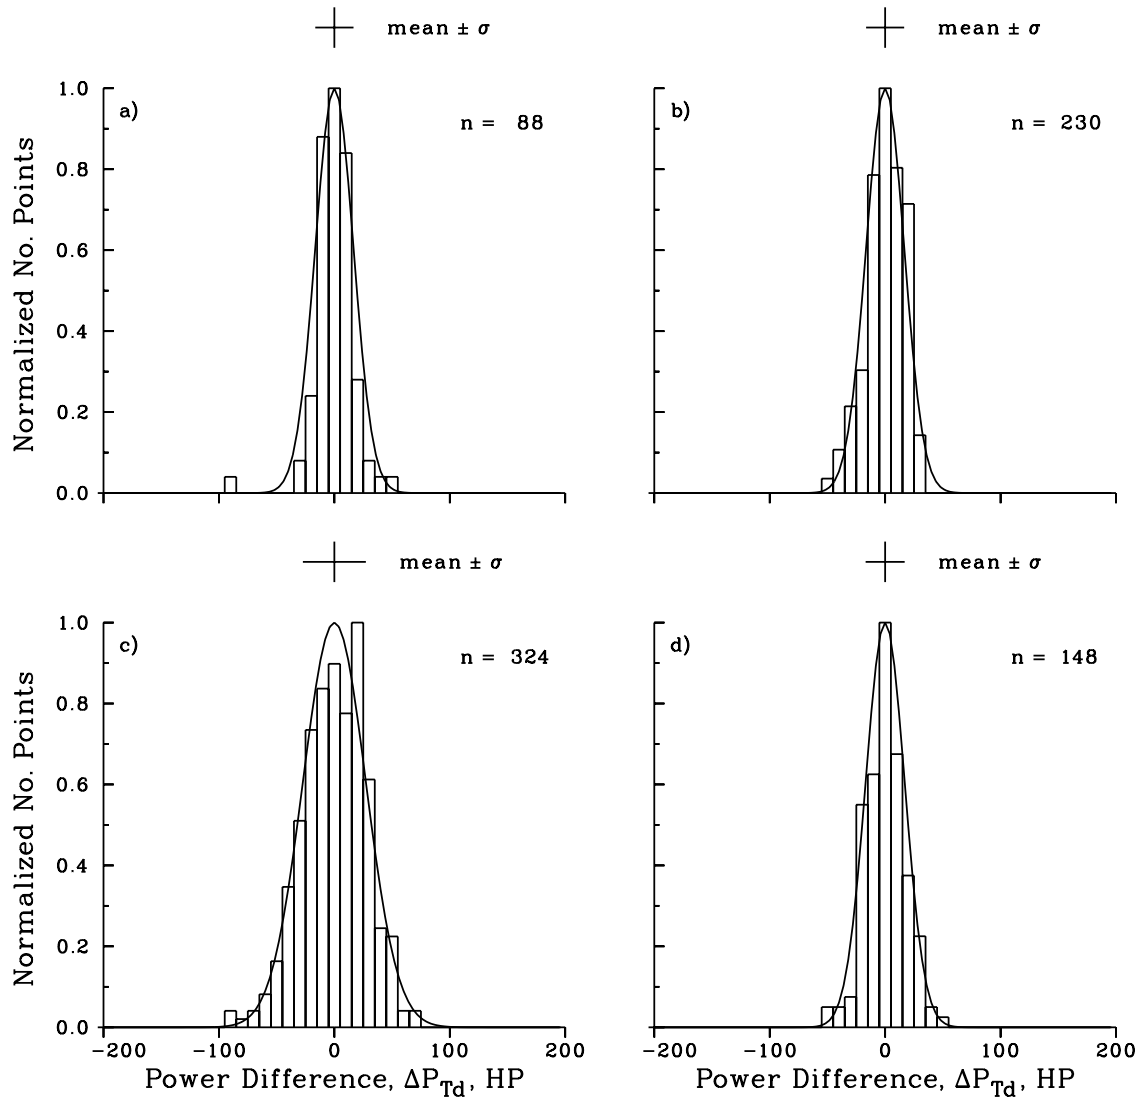 mean ± σ
mean ± σ
a)
n = 88
b)
n = 230
Normalized No. Points
1.0
0.8
0.6
0.4
0.2
0.0
mean ± σ
mean ± σ
c)
n = 324
d)
n = 148
Normalized No. Points
1.0
0.8
0.6
0.4
0.2
0.0
-200 -100 0 100 200
-200 -100 0 100 200
Power Difference, ΔP_Td, HP
Power Difference, ΔP_Td, HP